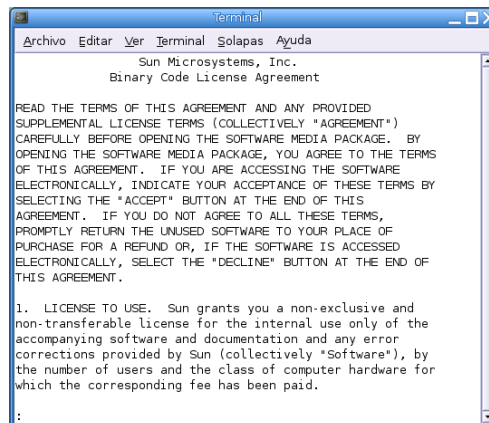 Terminal
Archivo Editar Ver Terminal Solapas Ayuda
Sun Microsystems, Inc.
Binary Code License Agreement
READ THE TERMS OF THIS AGREEMENT AND ANY PROVIDED
SUPPLEMENTAL LICENSE TERMS (COLLECTIVELY "AGREEMENT")
CAREFULLY BEFORE OPENING THE SOFTWARE MEDIA PACKAGE.  BY
OPENING THE SOFTWARE MEDIA PACKAGE, YOU AGREE TO THE TERMS
OF THIS AGREEMENT.  IF YOU ARE ACCESSING THE SOFTWARE
ELECTRONICALLY, INDICATE YOUR ACCEPTANCE OF THESE TERMS BY
SELECTING THE "ACCEPT" BUTTON AT THE END OF THIS
AGREEMENT.  IF YOU DO NOT AGREE TO ALL THESE TERMS,
PROMPTLY RETURN THE UNUSED SOFTWARE TO YOUR PLACE OF
PURCHASE FOR A REFUND OR, IF THE SOFTWARE IS ACCESSED
ELECTRONICALLY, SELECT THE "DECLINE" BUTTON AT THE END OF
THIS AGREEMENT.
1.  LICENSE TO USE.  Sun grants you a non-exclusive and
non-transferable license for the internal use only of the
accompanying software and documentation and any error
corrections provided by Sun (collectively "Software"), by
the number of users and the class of computer hardware for
which the corresponding fee has been paid.
: